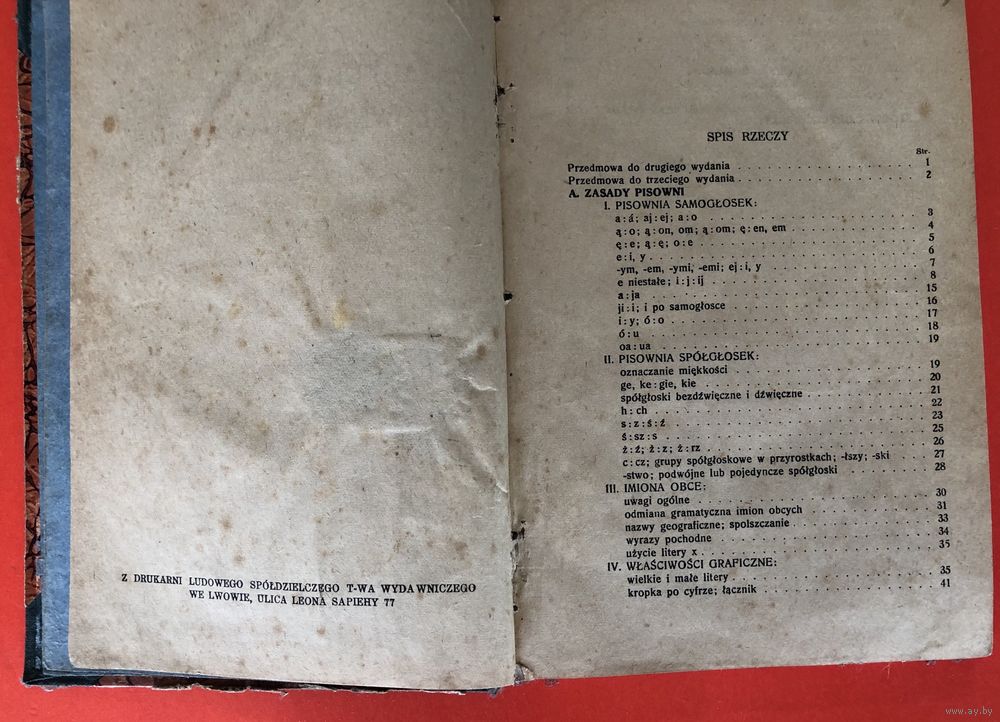 Z DRUKARNI LUDOWEGO SPÓŁDZIELCZEGO T-WA WYDAWNICZEGO
WE LWOWIE, ULICA LEONA SAPIEHY 77
SPIS RZECZY
Str.
Przedmowa do drugiego wydania . . . 1
Przedmowa do trzeciego wydania . . . 2
A. ZASADY PISOWNI
I. PISOWNIA SAMOGŁOSEK:
a : á; aj : ej; a : o . . . 3
ą : o; ą : on, om; ą : om; ę : en, em . . . 4
ę : e; ą : ę; o : e . . . 5
e : i, y . . . 6
-ym, -em, -ymi, -emi; ej : i, y . . . 7
e niestałe; i : j : ij . . . 8
a : ja . . . 15
ji : i; i po samogłosce . . . 16
i : y; ó : o . . . 17
ó : u . . . 18
oa : ua . . . 19
II. PISOWNIA SPÓŁGŁOSEK:
oznaczanie miękkości . . . 19
ge, ke : gie, kie . . . 20
spółgłoski bezdźwięczne i dźwięczne . . . 21
h : ch . . . 22
s : z : ś : ź . . . 23
ś : sz : s . . . 25
ż : ź; ż : z; ż : rz . . . 26
c : cz; grupy spółgłoskowe w przyrostkach; -łszy; -ski . . . 27
-stwo; podwójne lub pojedyncze spółgłoski . . . 28
III. IMIONA OBCE:
uwagi ogólne . . . 30
odmiana gramatyczna imion obcych . . . 31
nazwy geograficzne; spolszczanie . . . 33
wyrazy pochodne . . . 34
użycie litery x . . . 35
IV. WŁAŚCIWOŚCI GRAFICZNE:
wielkie i małe litery . . . 35
kropka po cyfrze; łącznik . . . 41
www.ay.by